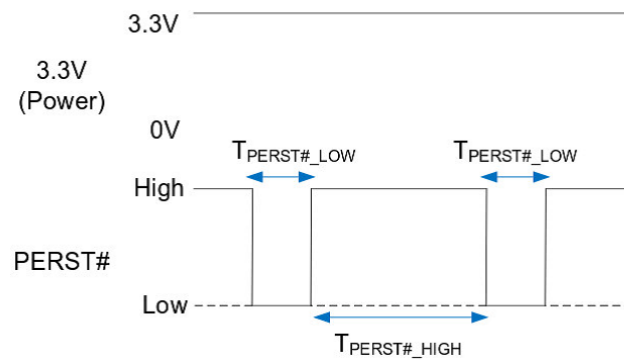 3.3V
3.3V
(Power)
0V
TPERST#_LOW TPERST#_LOW
High
PERST#
Low
TPERST#_HIGH